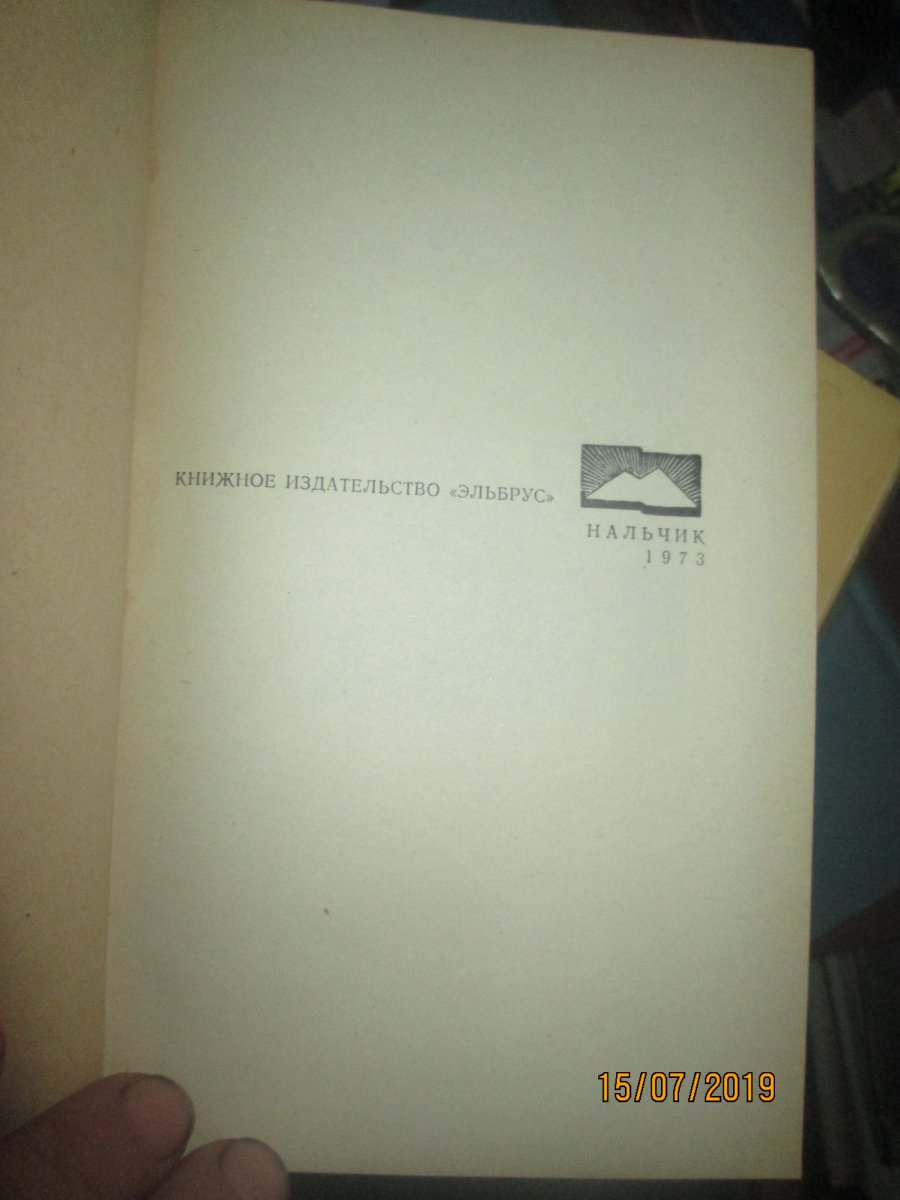 КНИЖНОЕ ИЗДАТЕЛЬСТВО «ЭЛЬБРУС»
НАЛЬЧИК
1973
15/07/2019